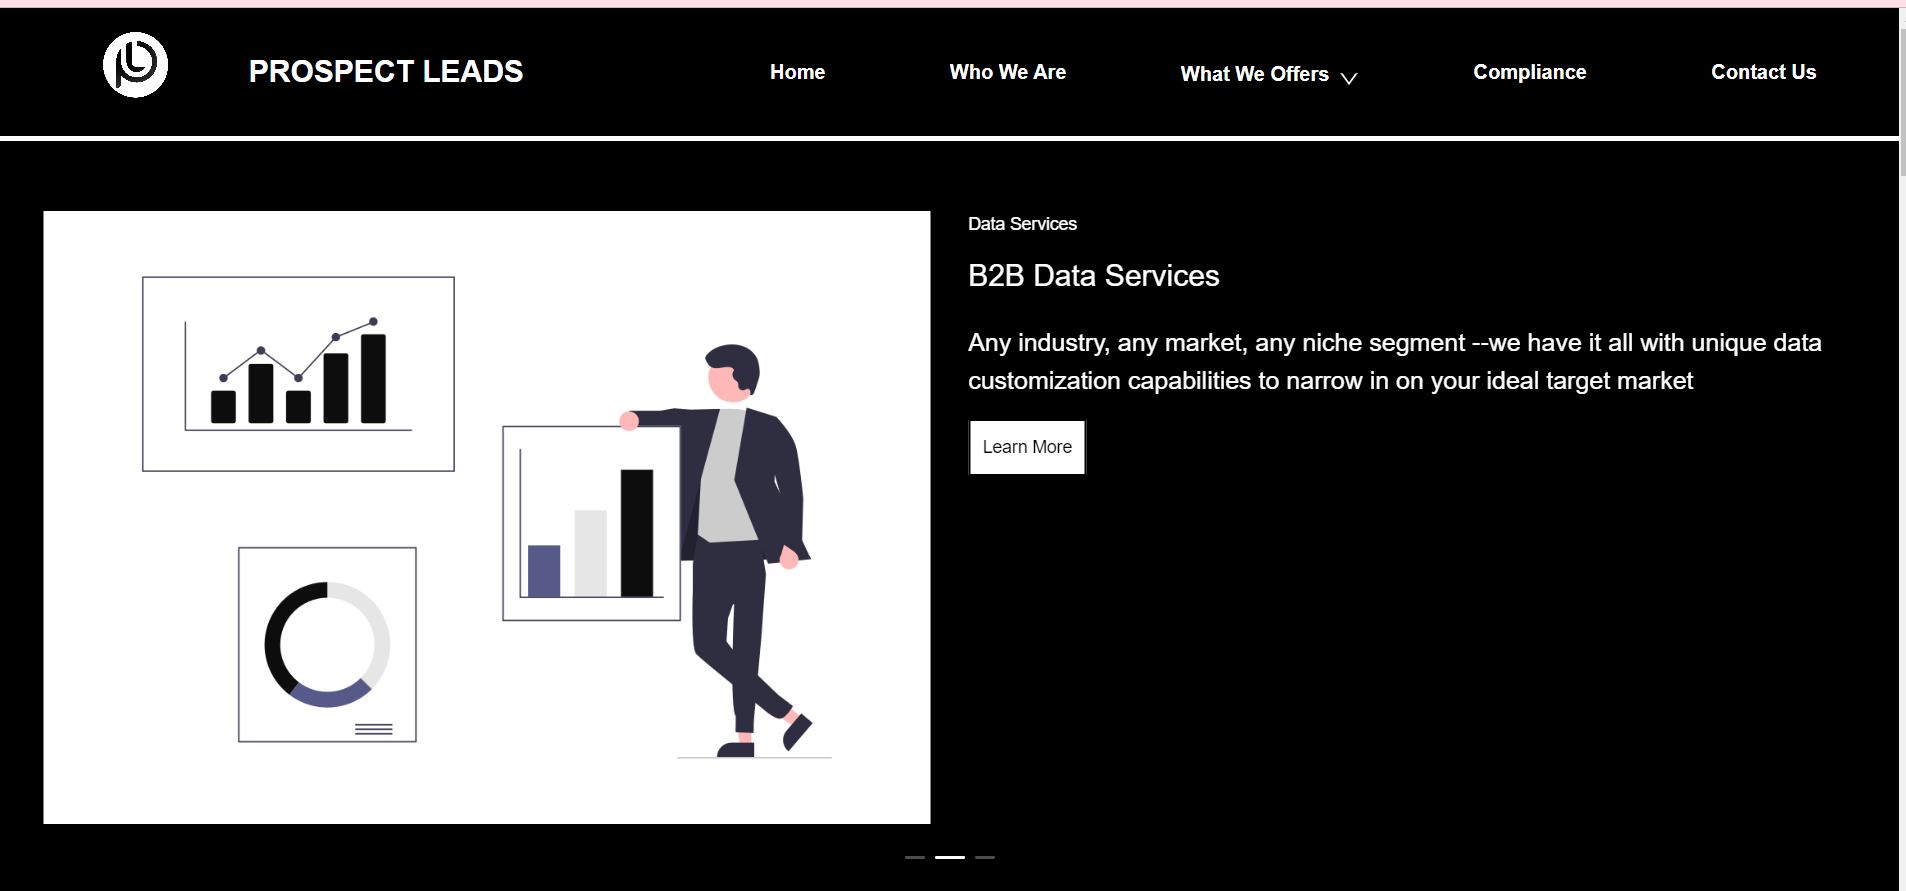 PROSPECT LEADS
Home
Who We Are
What We Offers
Compliance
Contact Us
Data Services
B2B Data Services
Any industry, any market, any niche segment --we have it all with unique data
customization capabilities to narrow in on your ideal target market
Learn More